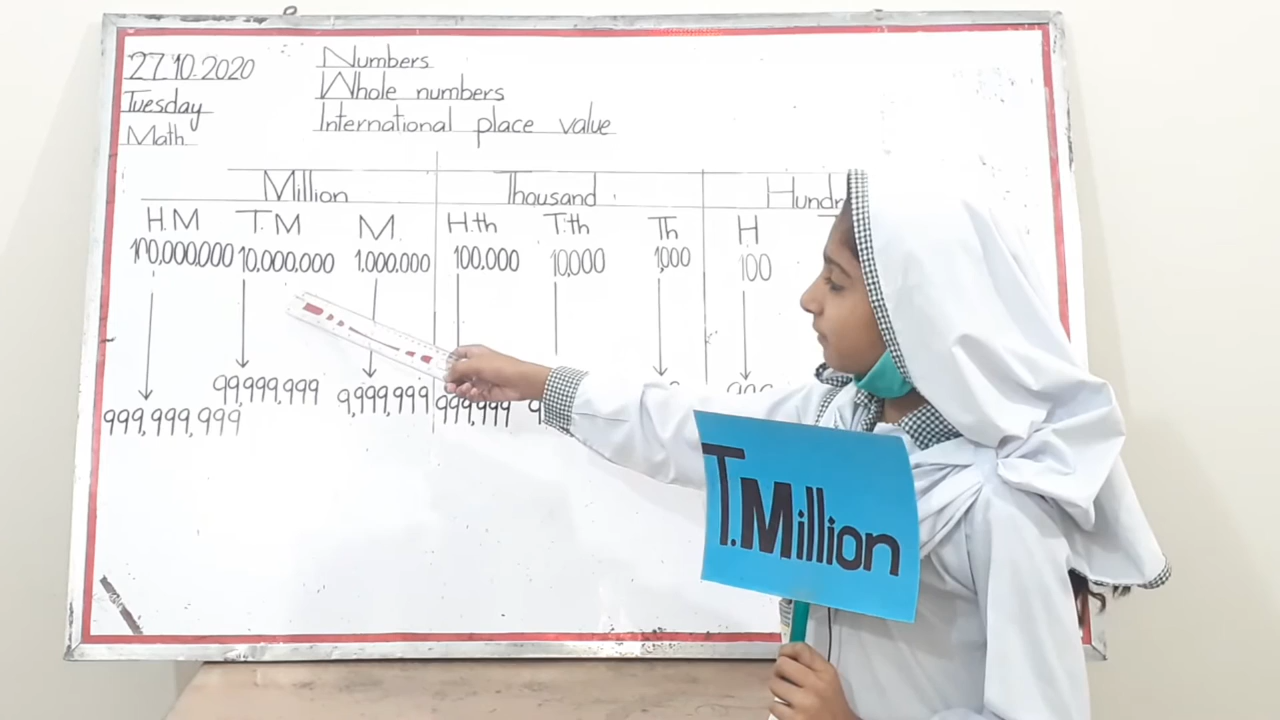 27.10.2020
Tuesday
Math
Numbers
Whole numbers
International place value
Million Thousand
H.M T.M M. H.th T.th Th H
100,000,000 10,000,000 1,000,000 100,000 10,000 1,000 100
99,999,999 9,999,999 999,999
999,999,999
T.Million